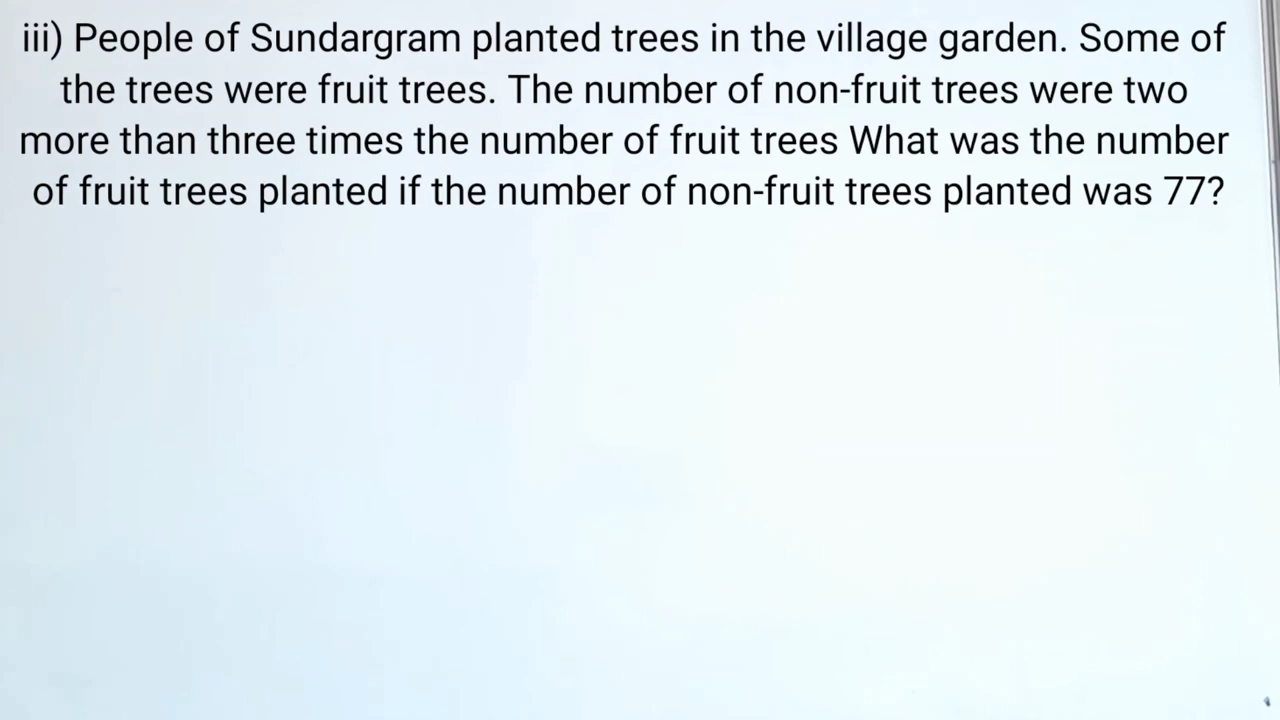 iii) People of Sundargram planted trees in the village garden. Some of
the trees were fruit trees. The number of non-fruit trees were two
more than three times the number of fruit trees What was the number
of fruit trees planted if the number of non-fruit trees planted was 77?